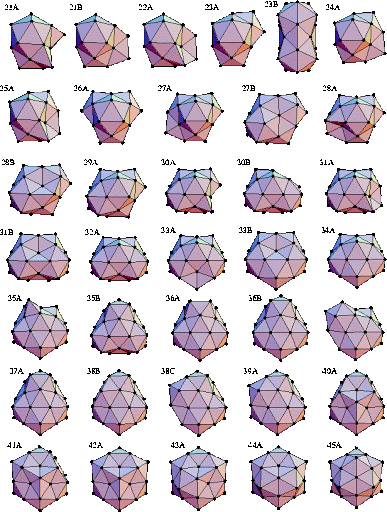 21A 21B 22A 23A 23B 24A
25A 26A 27A 27B 28A
28B 29A 30A 30B 31A
31B 32A 33A 33B 34A
35A 35B 36A 36B
37A 38B 38C 39A 40A
41A 42A 43A 44A 45A